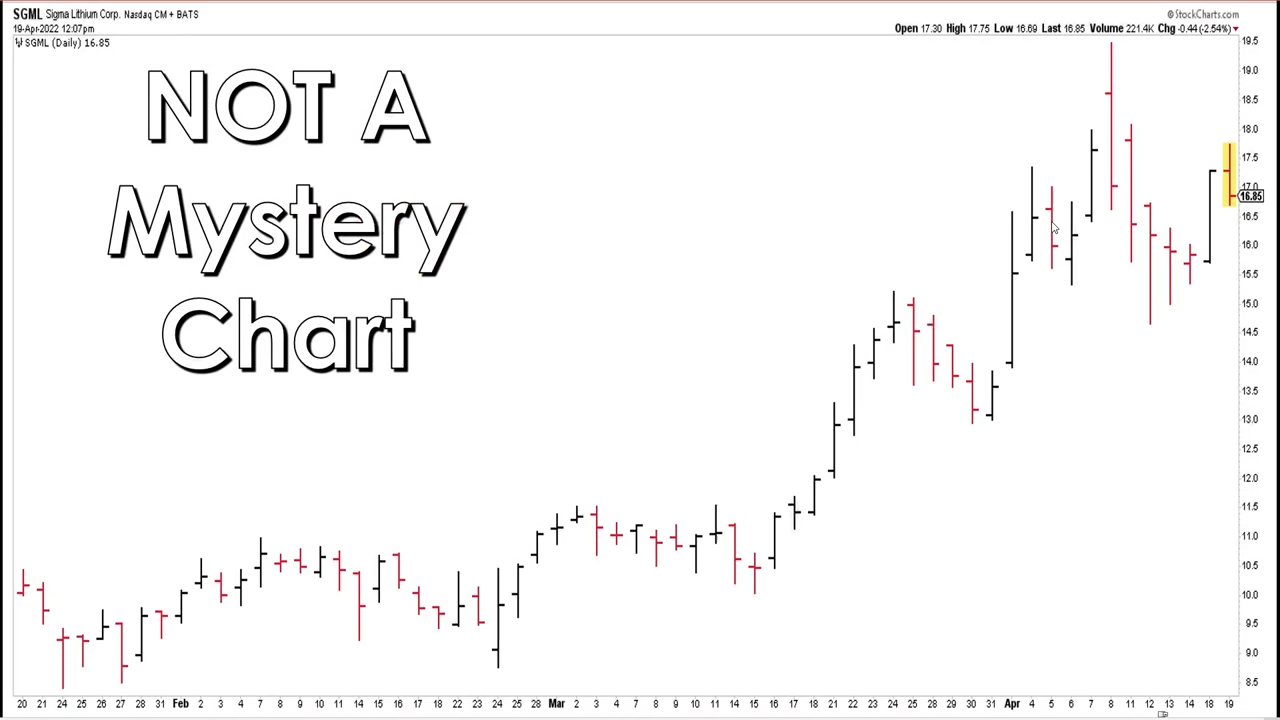 SGML Sigma Lithium Corp. Nasdaq CM + BATS
© StockCharts.com
19-Apr-2022 12:07pm
Open 17.30 High 17.75 Low 16.69 Last 16.85 Volume 221.4K Chg -0.44 (-2.54%)
SGML (Daily) 16.85
NOT A
Mystery
Chart
19.5
19.0
18.5
18.0
17.5
17.0
16.85
16.5
16.0
15.5
15.0
14.5
14.0
13.5
13.0
12.5
12.0
11.5
11.0
10.5
10.0
9.5
9.0
8.5
20 21 24 25 26 27 28 31 Feb 2 3 4 7 8 9 10 11 14 15 16 17 18 22 23 24 25 28 Mar 2 3 4 7 8 9 10 11 14 15 16 17 18 21 22 23 24 25 28 29 30 31 Apr 4 5 6 7 8 11 12 13 14 18 19